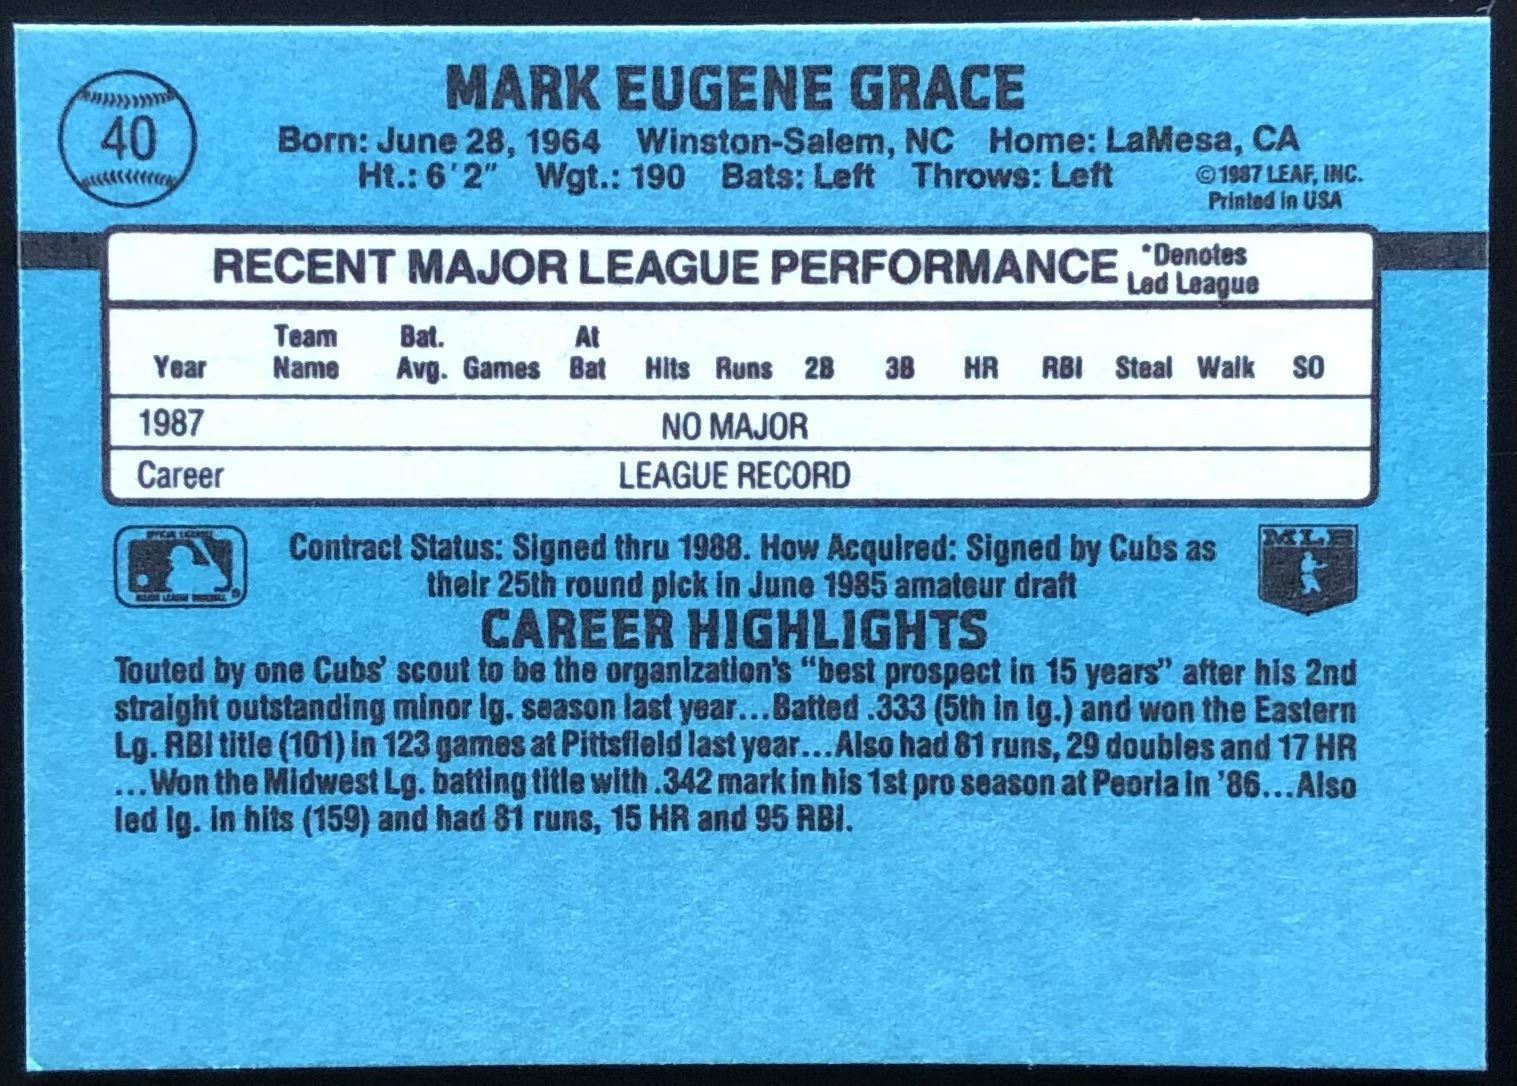 MARK EUGENE GRACE
40
Born: June 28, 1964 Winston-Salem, NC Home: LaMesa, CA
Ht.: 6'2" Wgt.: 190 Bats: Left Throws: Left
©1987 LEAF, INC.
Printed in USA
RECENT MAJOR LEAGUE PERFORMANCE *Denotes
Led League
Year Team Name Bat. Avg. Games At Bat Hits Runs 2B 3B HR RBI Steal Walk SO
1987 NO MAJOR
Career LEAGUE RECORD
Contract Status: Signed thru 1988. How Acquired: Signed by Cubs as
their 25th round pick in June 1985 amateur draft
MLB
CAREER HIGHLIGHTS
Touted by one Cubs' scout to be the organization's "best prospect in 15 years" after his 2nd
straight outstanding minor lg. season last year...Batted .333 (5th in lg.) and won the Eastern
Lg. RBI title (101) in 123 games at Pittsfield last year...Also had 81 runs, 29 doubles and 17 HR
...Won the Midwest Lg. batting title with .342 mark in his 1st pro season at Peoria in '86...Also
led lg. in hits (159) and had 81 runs, 15 HR and 95 RBI.